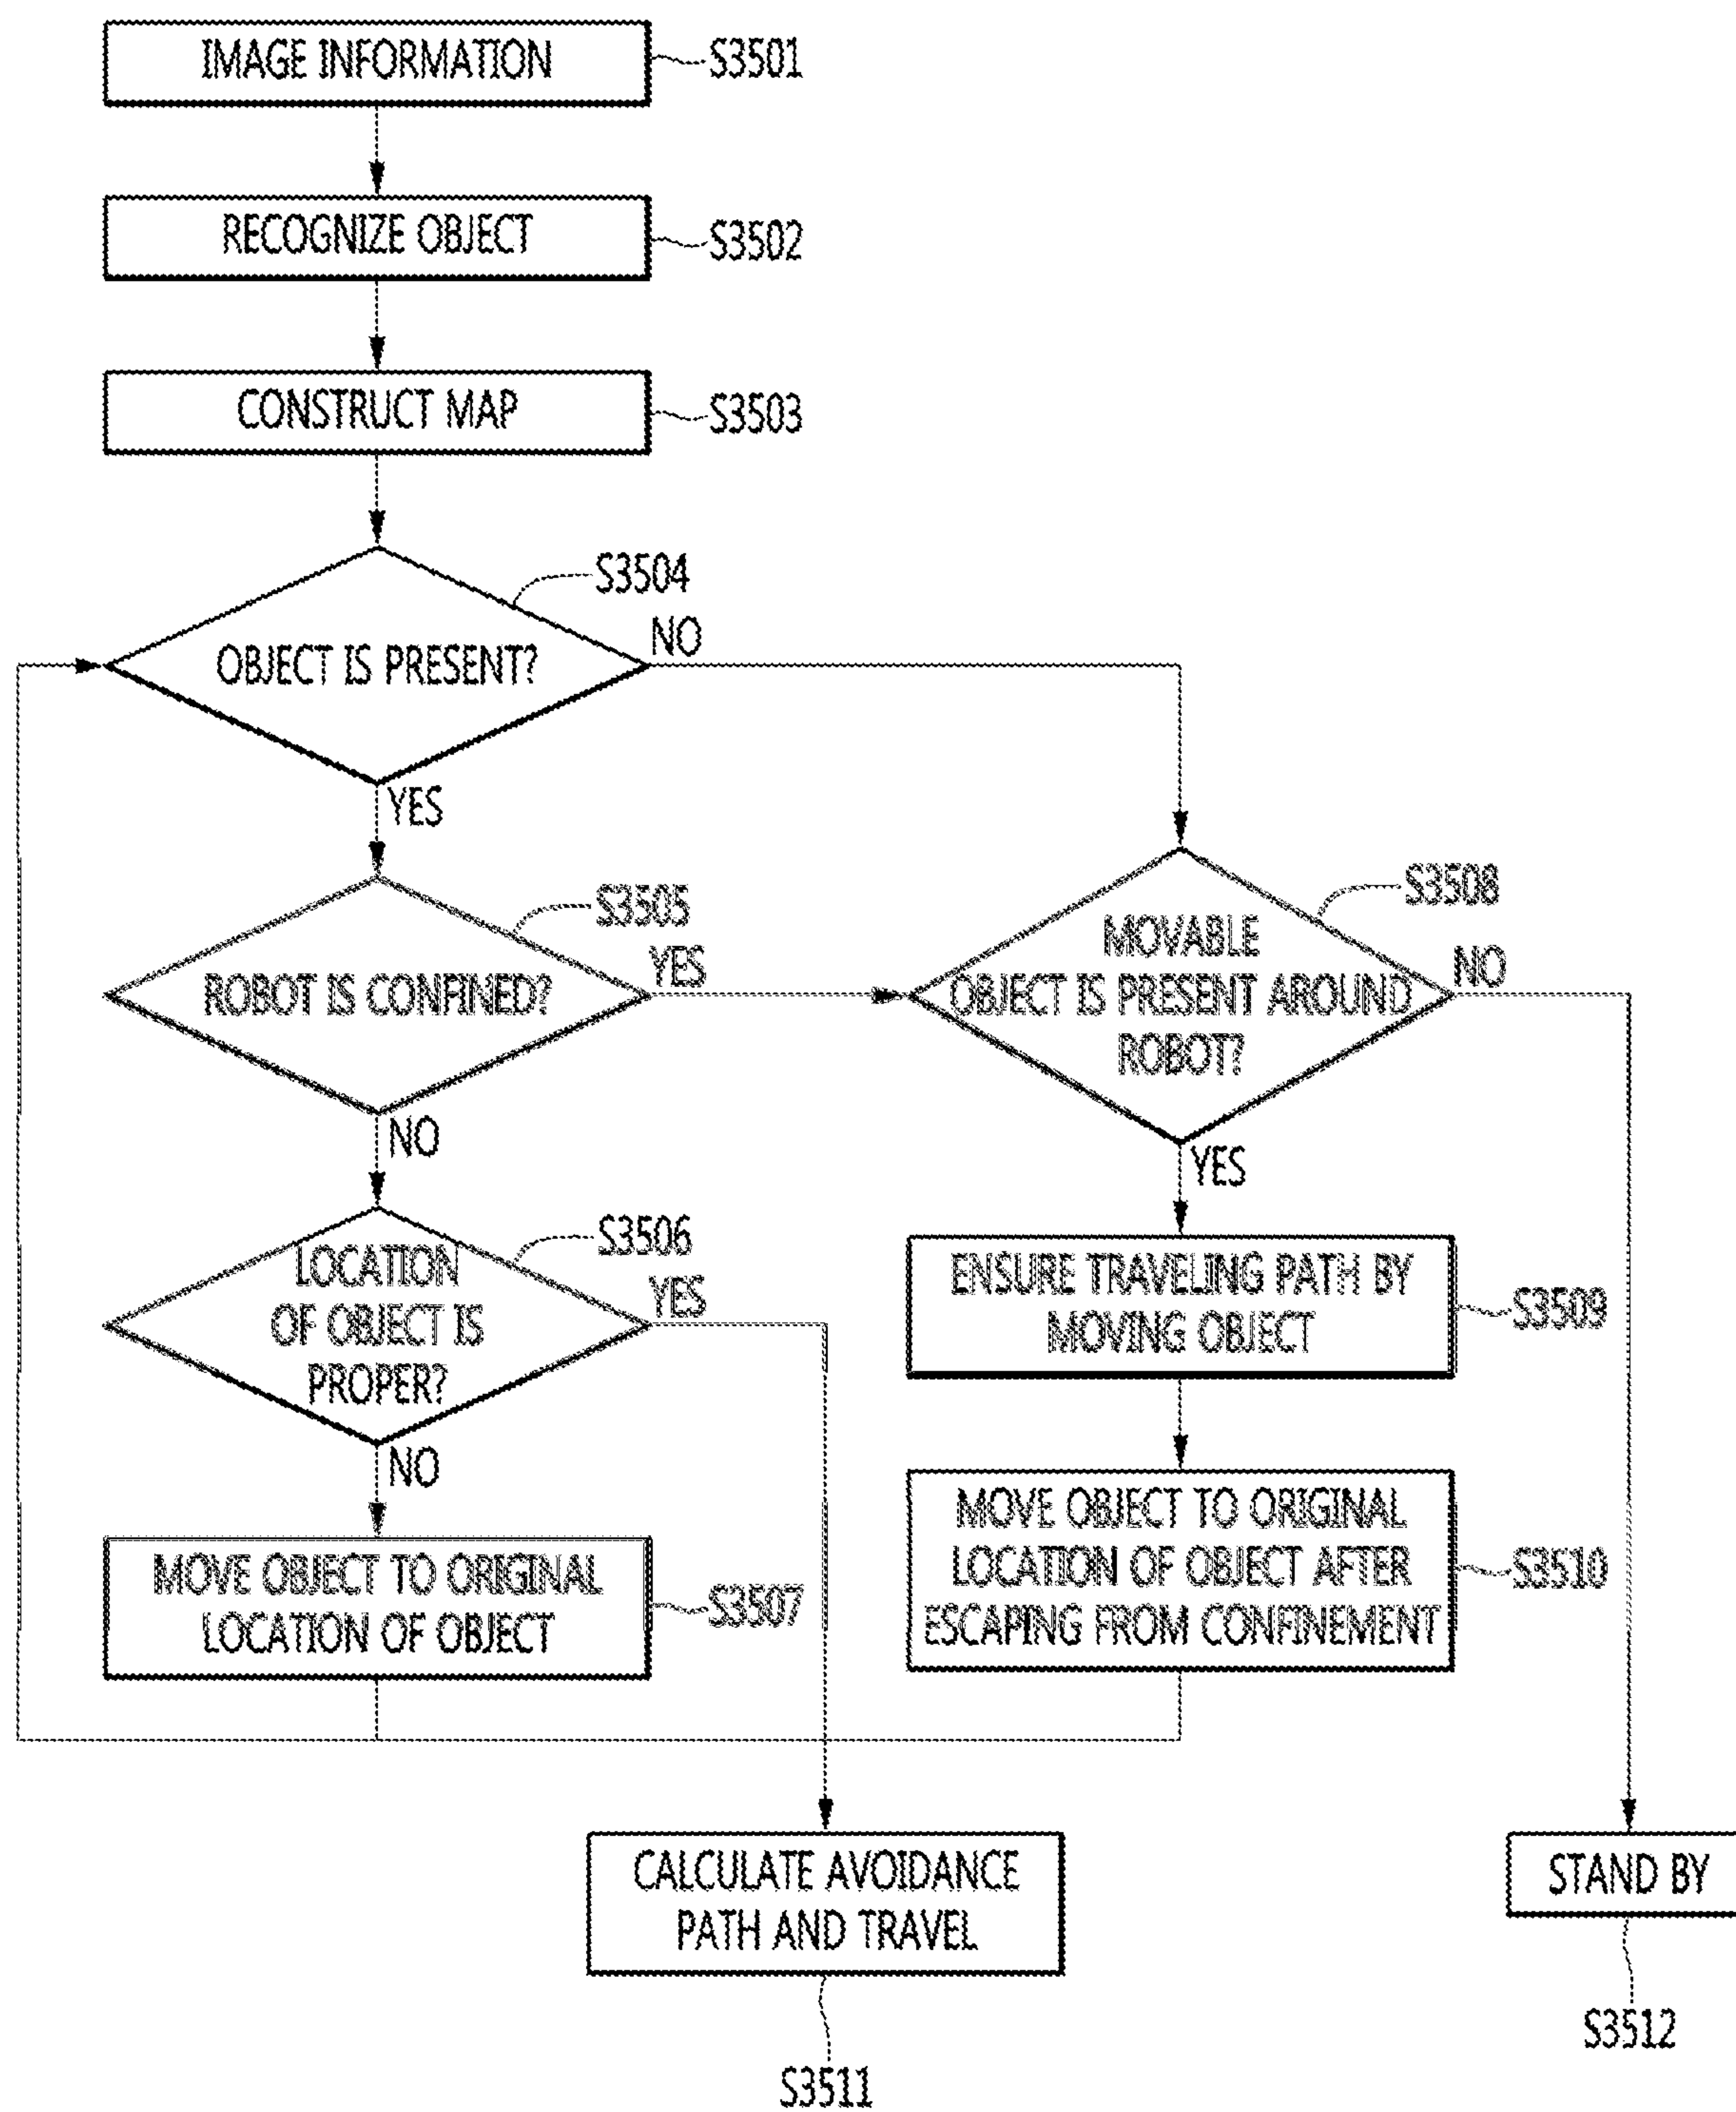 IMAGE INFORMATION
S3501
RECOGNIZE OBJECT
S3502
CONSTRUCT MAP
S3503
S3504
NO
OBJECT IS PRESENT?
YES
S3505
YES
ROBOT IS CONFINED?
NO
S3508
NO
MOVABLE
OBJECT IS PRESENT AROUND
ROBOT?
YES
S3506
YES
LOCATION
OF OBJECT IS
PROPER?
NO
ENSURE TRAVELING PATH BY
MOVING OBJECT
S3509
MOVE OBJECT TO ORIGINAL
LOCATION OF OBJECT
S3507
MOVE OBJECT TO ORIGINAL
LOCATION OF OBJECT AFTER
ESCAPING FROM CONFINEMENT
S3510
CALCULATE AVOIDANCE
PATH AND TRAVEL
S3511
STAND BY
S3512